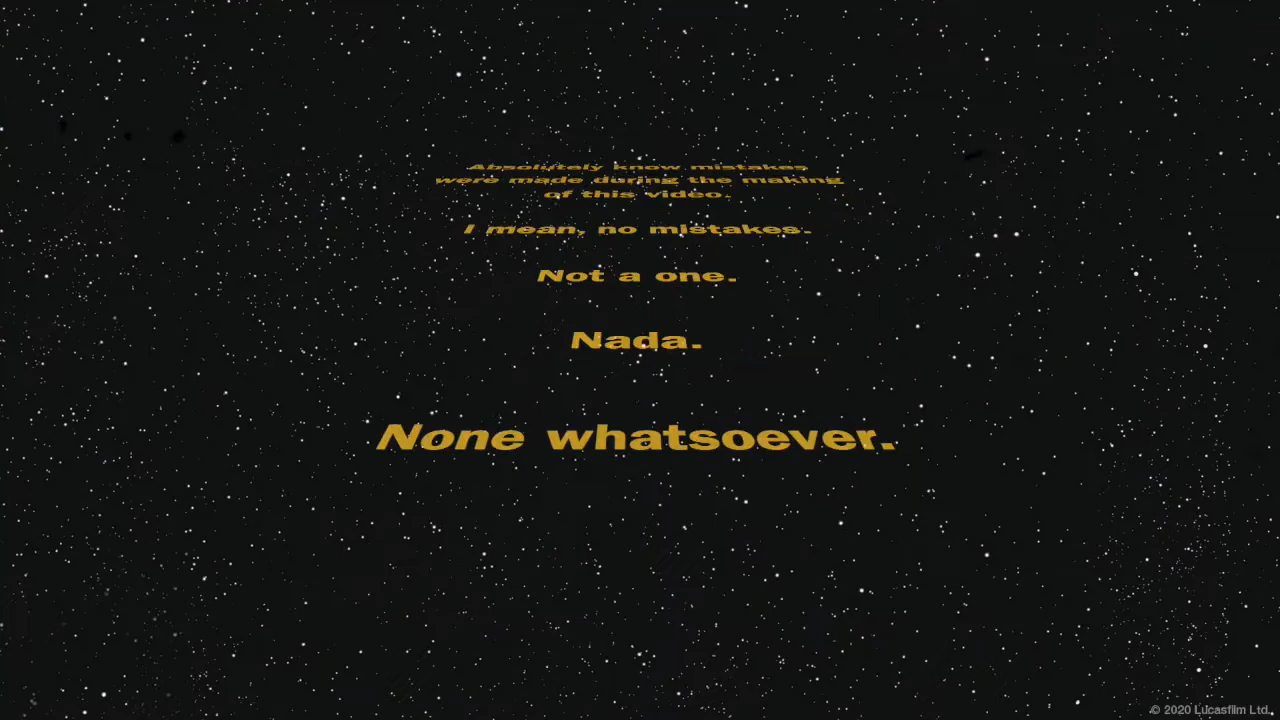 Absolutely know mistakes
were made during the making
of this video.
I mean, no mistakes.
Not a one.
Nada.
None whatsoever.
© 2020 Lucasfilm Ltd.